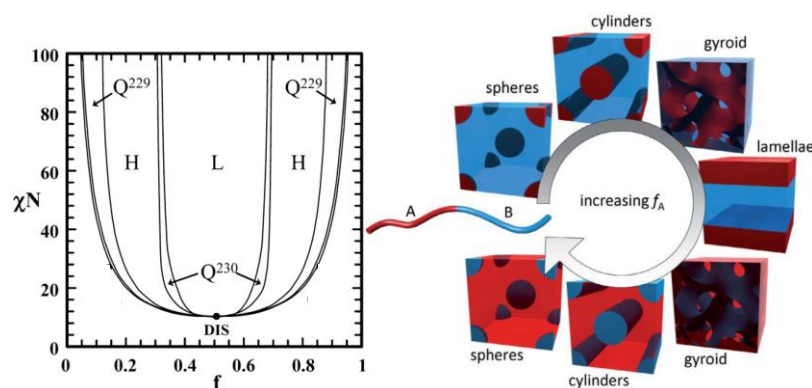 100
80
60
χN
40
20
0
0
0.2
0.4
0.6
0.8
1
f
Q²²⁹
Q²²⁹
H
L
H
Q²³⁰
DIS
cylinders
gyroid
spheres
lamellae
increasing fA
A
B
spheres
cylinders
gyroid